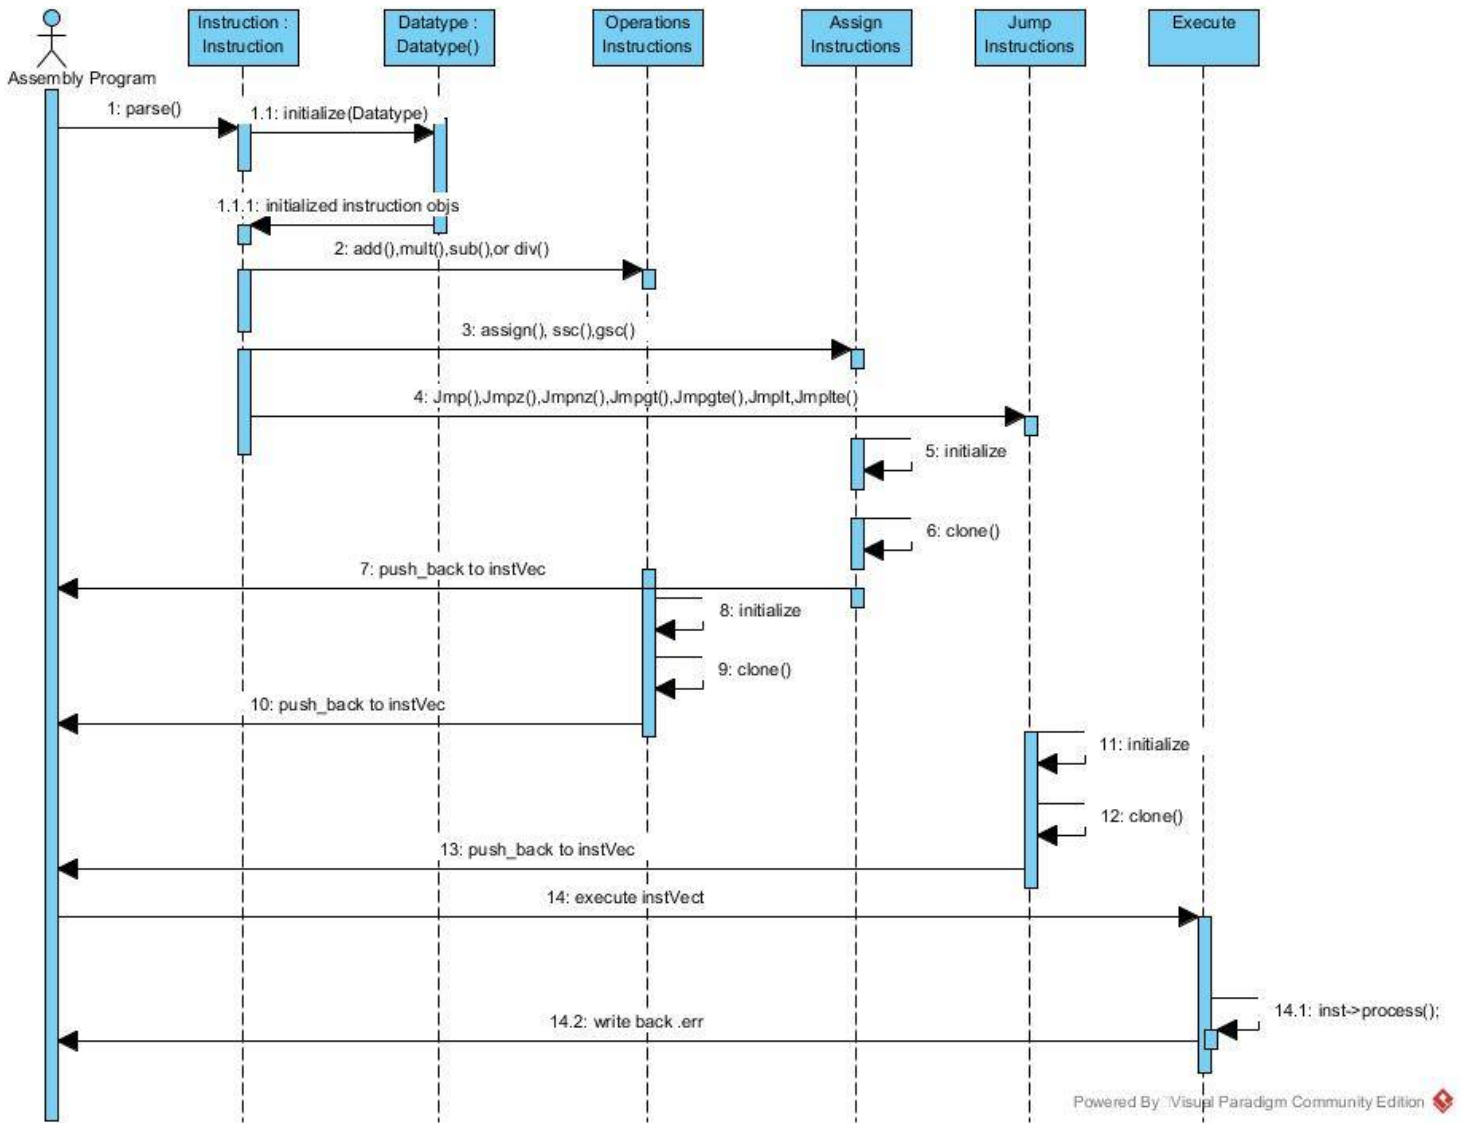 Instruction :
Instruction
Datatype :
Datatype()
Operations
Instructions
Assign
Instructions
Jump
Instructions
Execute
Assembly Program
1: parse()
1.1: initialize(Datatype)
1.1.1: initialized instruction objs
2: add(),mult(),sub(),or div()
3: assign(), ssc(),gsc()
4: Jmp(),Jmpz(),Jmpnz(),Jmpgt(),Jmpgte(),Jmplt,Jmplte()
5: initialize
6: clone()
7: push_back to instVec
8: initialize
9: clone()
10: push_back to instVec
11: initialize
12: clone()
13: push_back to instVec
14: execute instVect
14.1: inst->process();
14.2: write back .err
Powered By Visual Paradigm Community Edition